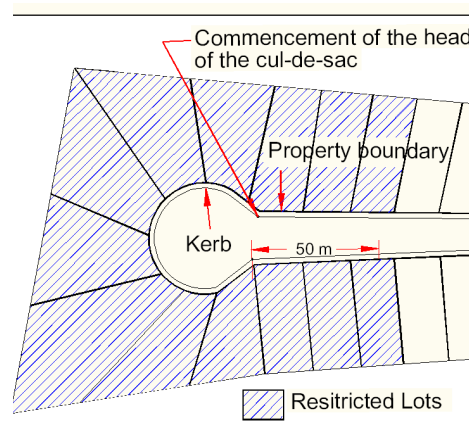 Commencement of the head
of the cul-de-sac
Property boundary
Kerb
50 m
Resitricted Lots